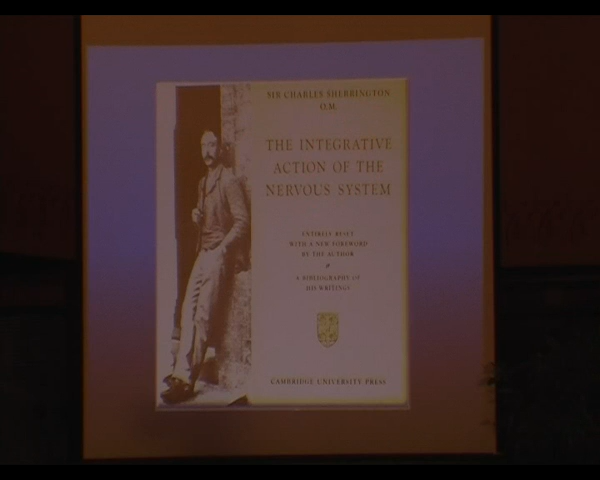 SIR CHARLES SHERRINGTON
O.M.
THE INTEGRATIVE
ACTION OF THE
NERVOUS SYSTEM
ENTIRELY RESET
WITH A NEW FOREWORD
BY THE AUTHOR
A BIBLIOGRAPHY OF
HIS WRITINGS
CAMBRIDGE UNIVERSITY PRESS